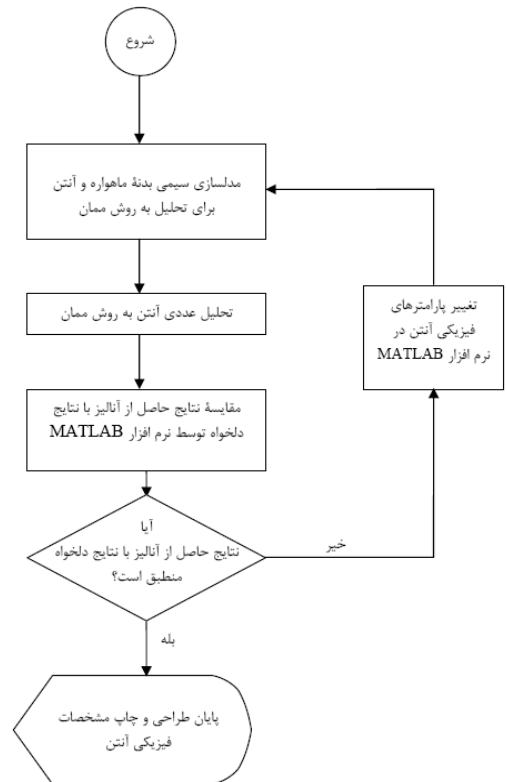 شروع
مدلسازی سیمی بدنهٔ ماهواره و آنتن
برای تحلیل به روش ممان
تحلیل عددی آنتن به روش ممان
مقایسهٔ نتایج حاصل از آنالیز با نتایج
دلخواه توسط نرم افزار MATLAB
آیا
نتایج حاصل از آنالیز با نتایج دلخواه
منطبق است؟
خیر
تغییر پارامترهای
فیزیکی آنتن در
نرم افزار MATLAB
بله
پایان طراحی و چاپ مشخصات
فیزیکی آنتن